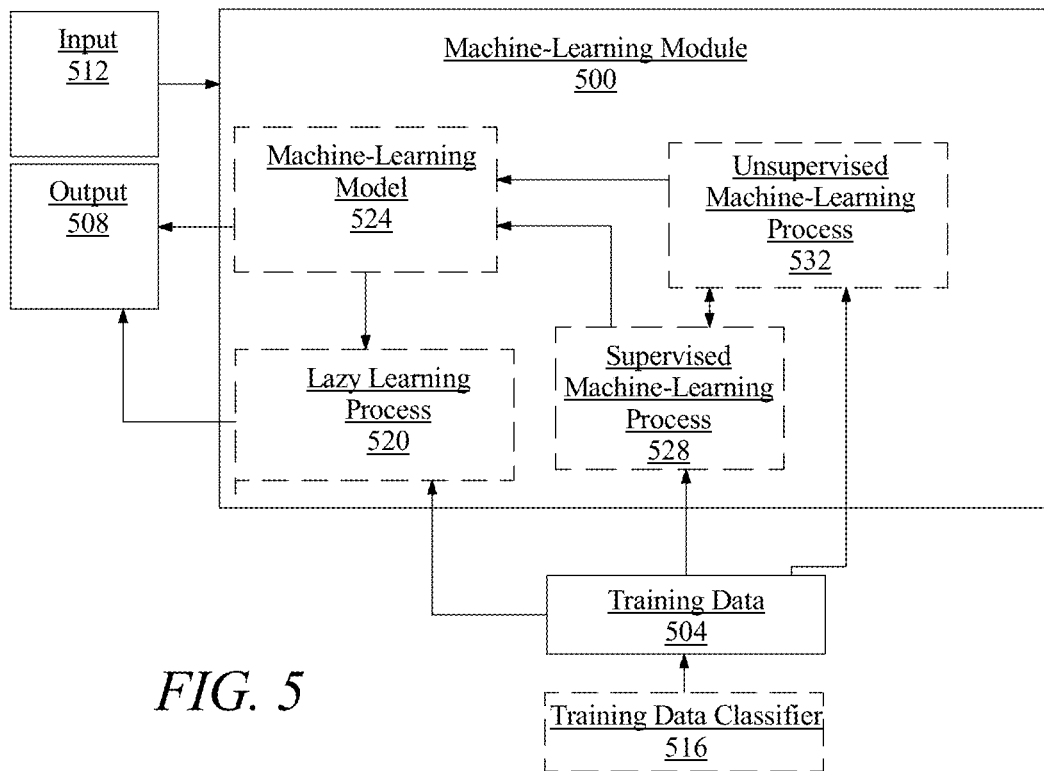 Input
512
Machine-Learning Module
500
Machine-Learning
Model
524
Unsupervised
Machine-Learning
Process
532
Output
508
Lazy Learning
Process
520
Supervised
Machine-Learning
Process
528
Training Data
504
Training Data Classifier
516
FIG. 5